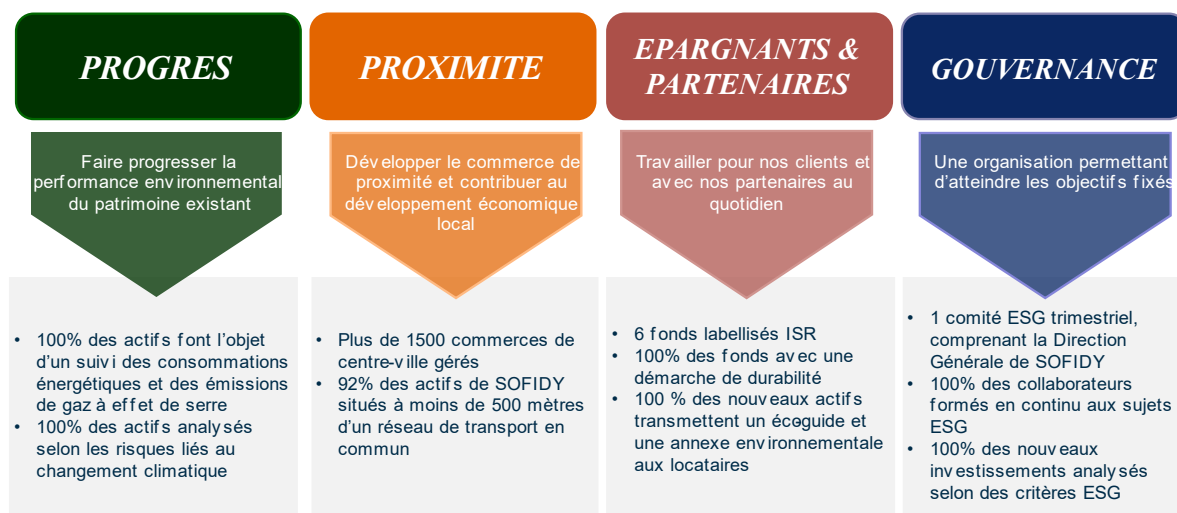 PROGRES
Faire progresser la
performance environnemental
du patrimoine existant
• 100% des actifs font l’objet
d’un suivi des consommations
énergétiques et des émissions
de gaz à effet de serre
• 100% des actifs analysés
selon les risques liés au
changement climatique
PROXIMITE
Développer le commerce de
proximité et contribuer au
développement économique
local
• Plus de 1500 commerces de
centre-ville gérés
• 92% des actifs de SOFIDY
situés à moins de 500 mètres
d’un réseau de transport en
commun
EPARGNANTS &
PARTENAIRES
Travailler pour nos clients et
avec nos partenaires au
quotidien
• 6 fonds labellisés ISR
• 100% des fonds avec une
démarche de durabilité
• 100 % des nouveaux actifs
transmettent un écoguide et
une annexe environnementale
aux locataires
GOUVERNANCE
Une organisation permettant
d’atteindre les objectifs fixés
• 1 comité ESG trimestriel,
comprenant la Direction
Générale de SOFIDY
• 100% des collaborateurs
formés en continu aux sujets
ESG
• 100% des nouveaux
investissements analysés
selon des critères ESG